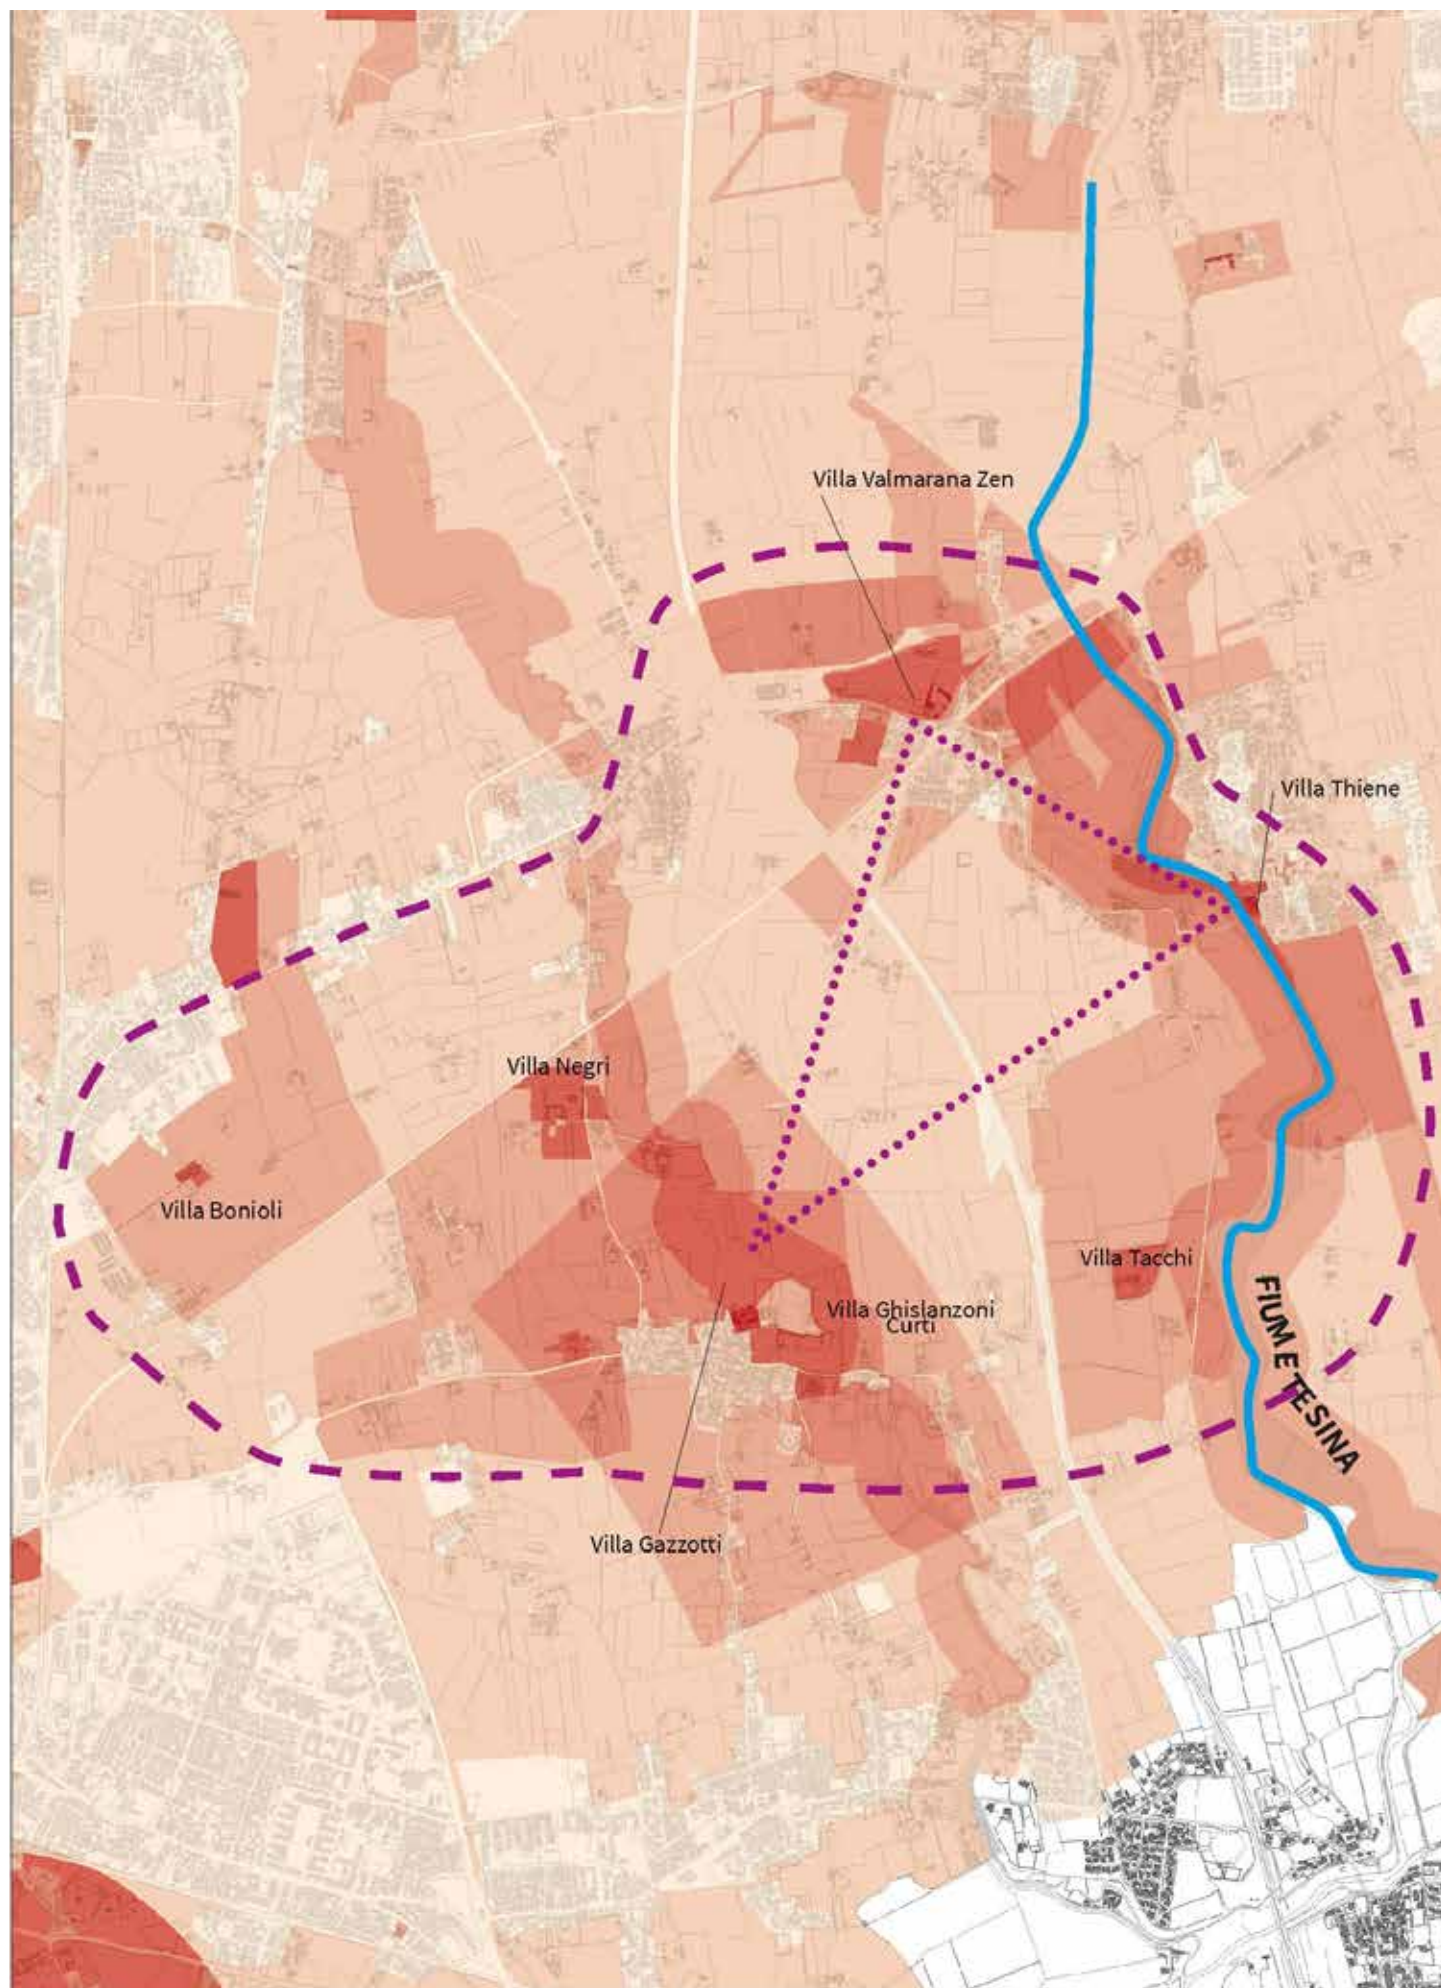 Villa Valmarana Zen
Villa Thiene
Villa Negri
Villa Bonioli
Villa Tacchi
Villa Ghislanzoni
Curti
FIUME TESINA
Villa Gazzotti